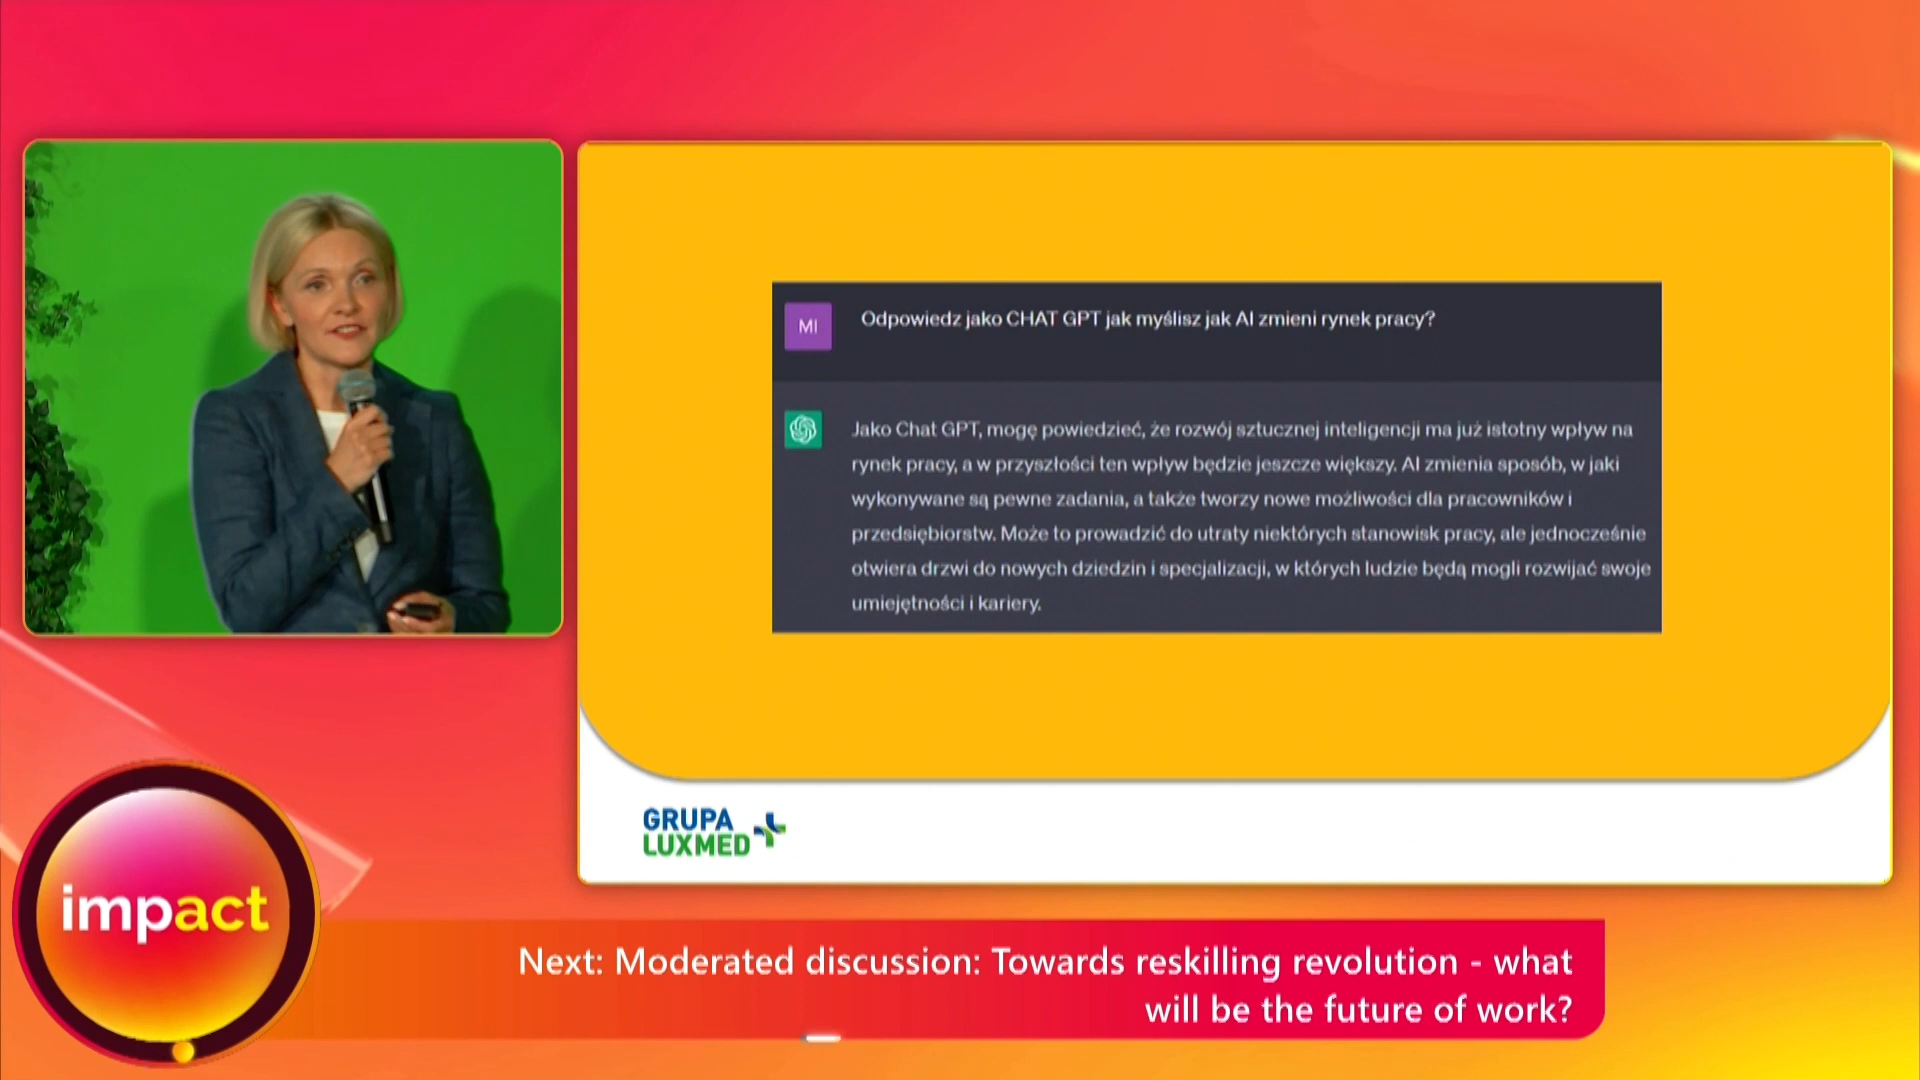 MI
Odpowiedz jako CHAT GPT jak myślisz jak AI zmieni rynek pracy?
Jako Chat GPT, mogę powiedzieć, że rozwój sztucznej inteligencji ma już istotny wpływ na
rynek pracy, a w przyszłości ten wpływ będzie jeszcze większy. AI zmienia sposób, w jaki
wykonywane są pewne zadania, a także tworzy nowe możliwości dla pracowników i
przedsiębiorstw. Może to prowadzić do utraty niektórych stanowisk pracy, ale jednocześnie
otwiera drzwi do nowych dziedzin i specjalizacji, w których ludzie będą mogli rozwijać swoje
umiejętności i kariery.
GRUPA
LUXMED
impact
Next: Moderated discussion: Towards reskilling revolution - what
will be the future of work?